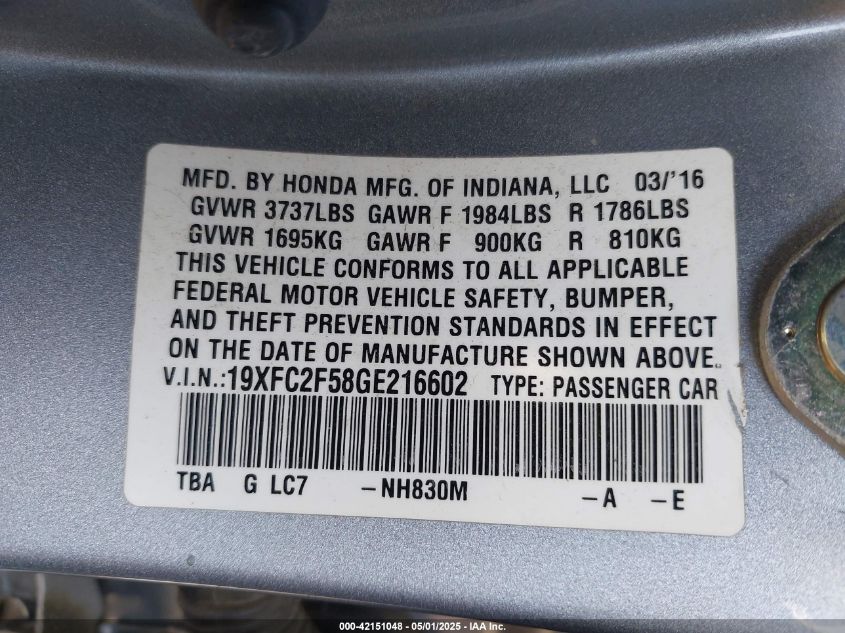 MFD. BY HONDA MFG. OF INDIANA, LLC 03/'16
GVWR 3737LBS GAWR F 1984LBS R 1786LBS
GVWR 1695KG GAWR F 900KG R 810KG
THIS VEHICLE CONFORMS TO ALL APPLICABLE
FEDERAL MOTOR VEHICLE SAFETY, BUMPER,
AND THEFT PREVENTION STANDARDS IN EFFECT
ON THE DATE OF MANUFACTURE SHOWN ABOVE.
V.I.N.:19XFC2F58GE216602 TYPE: PASSENGER CAR
TBA G LC7 -NH830M -A -E
000-42151048 - 05/01/2025 - IAAI.com